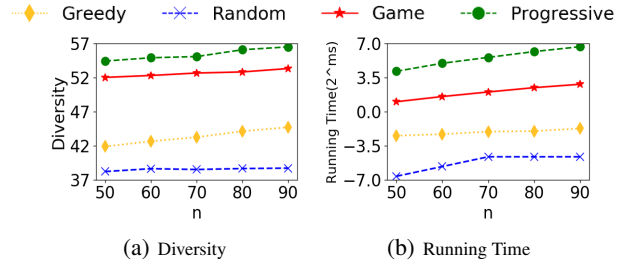 Greedy Random Game Progressive
57
52
47
42
37
Diversity
50 60 70 80 90
n
(a) Diversity
7.0
3.5
0.0
−3.5
−7.0
Running Time(2^ms)
50 60 70 80 90
n
(b) Running Time